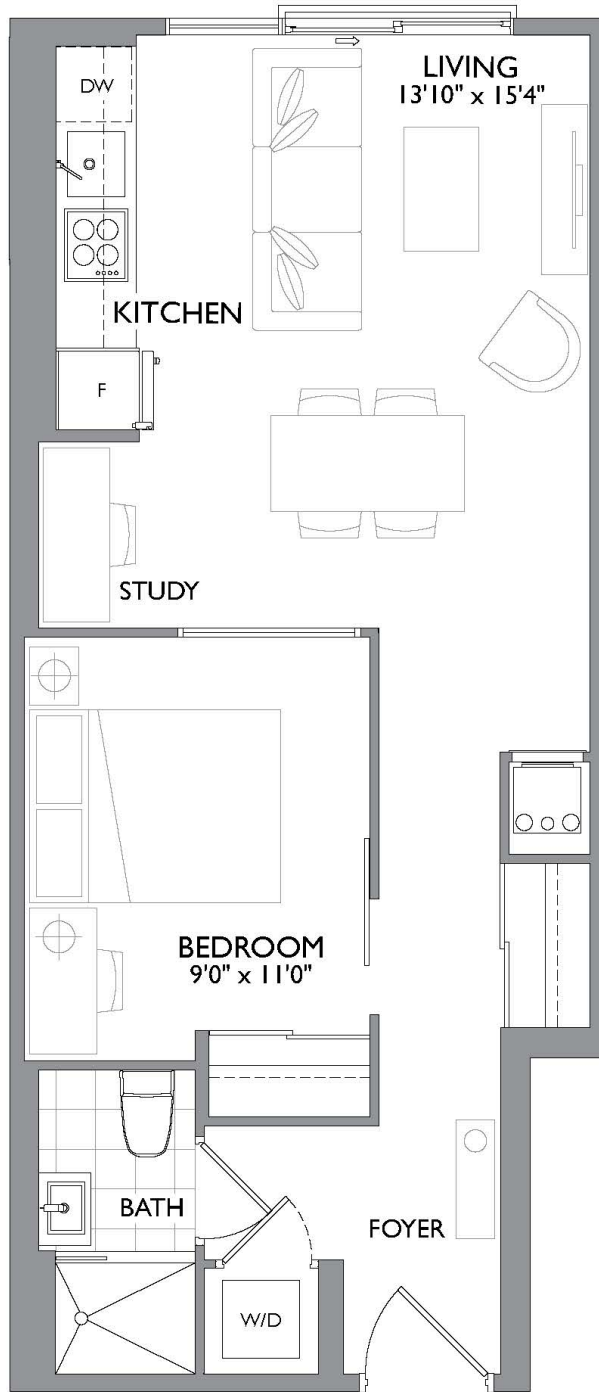 DW
LIVING
13'10" x 15'4"
KITCHEN
F
STUDY
BEDROOM
9'0" x 11'0"
BATH
FOYER
W/D